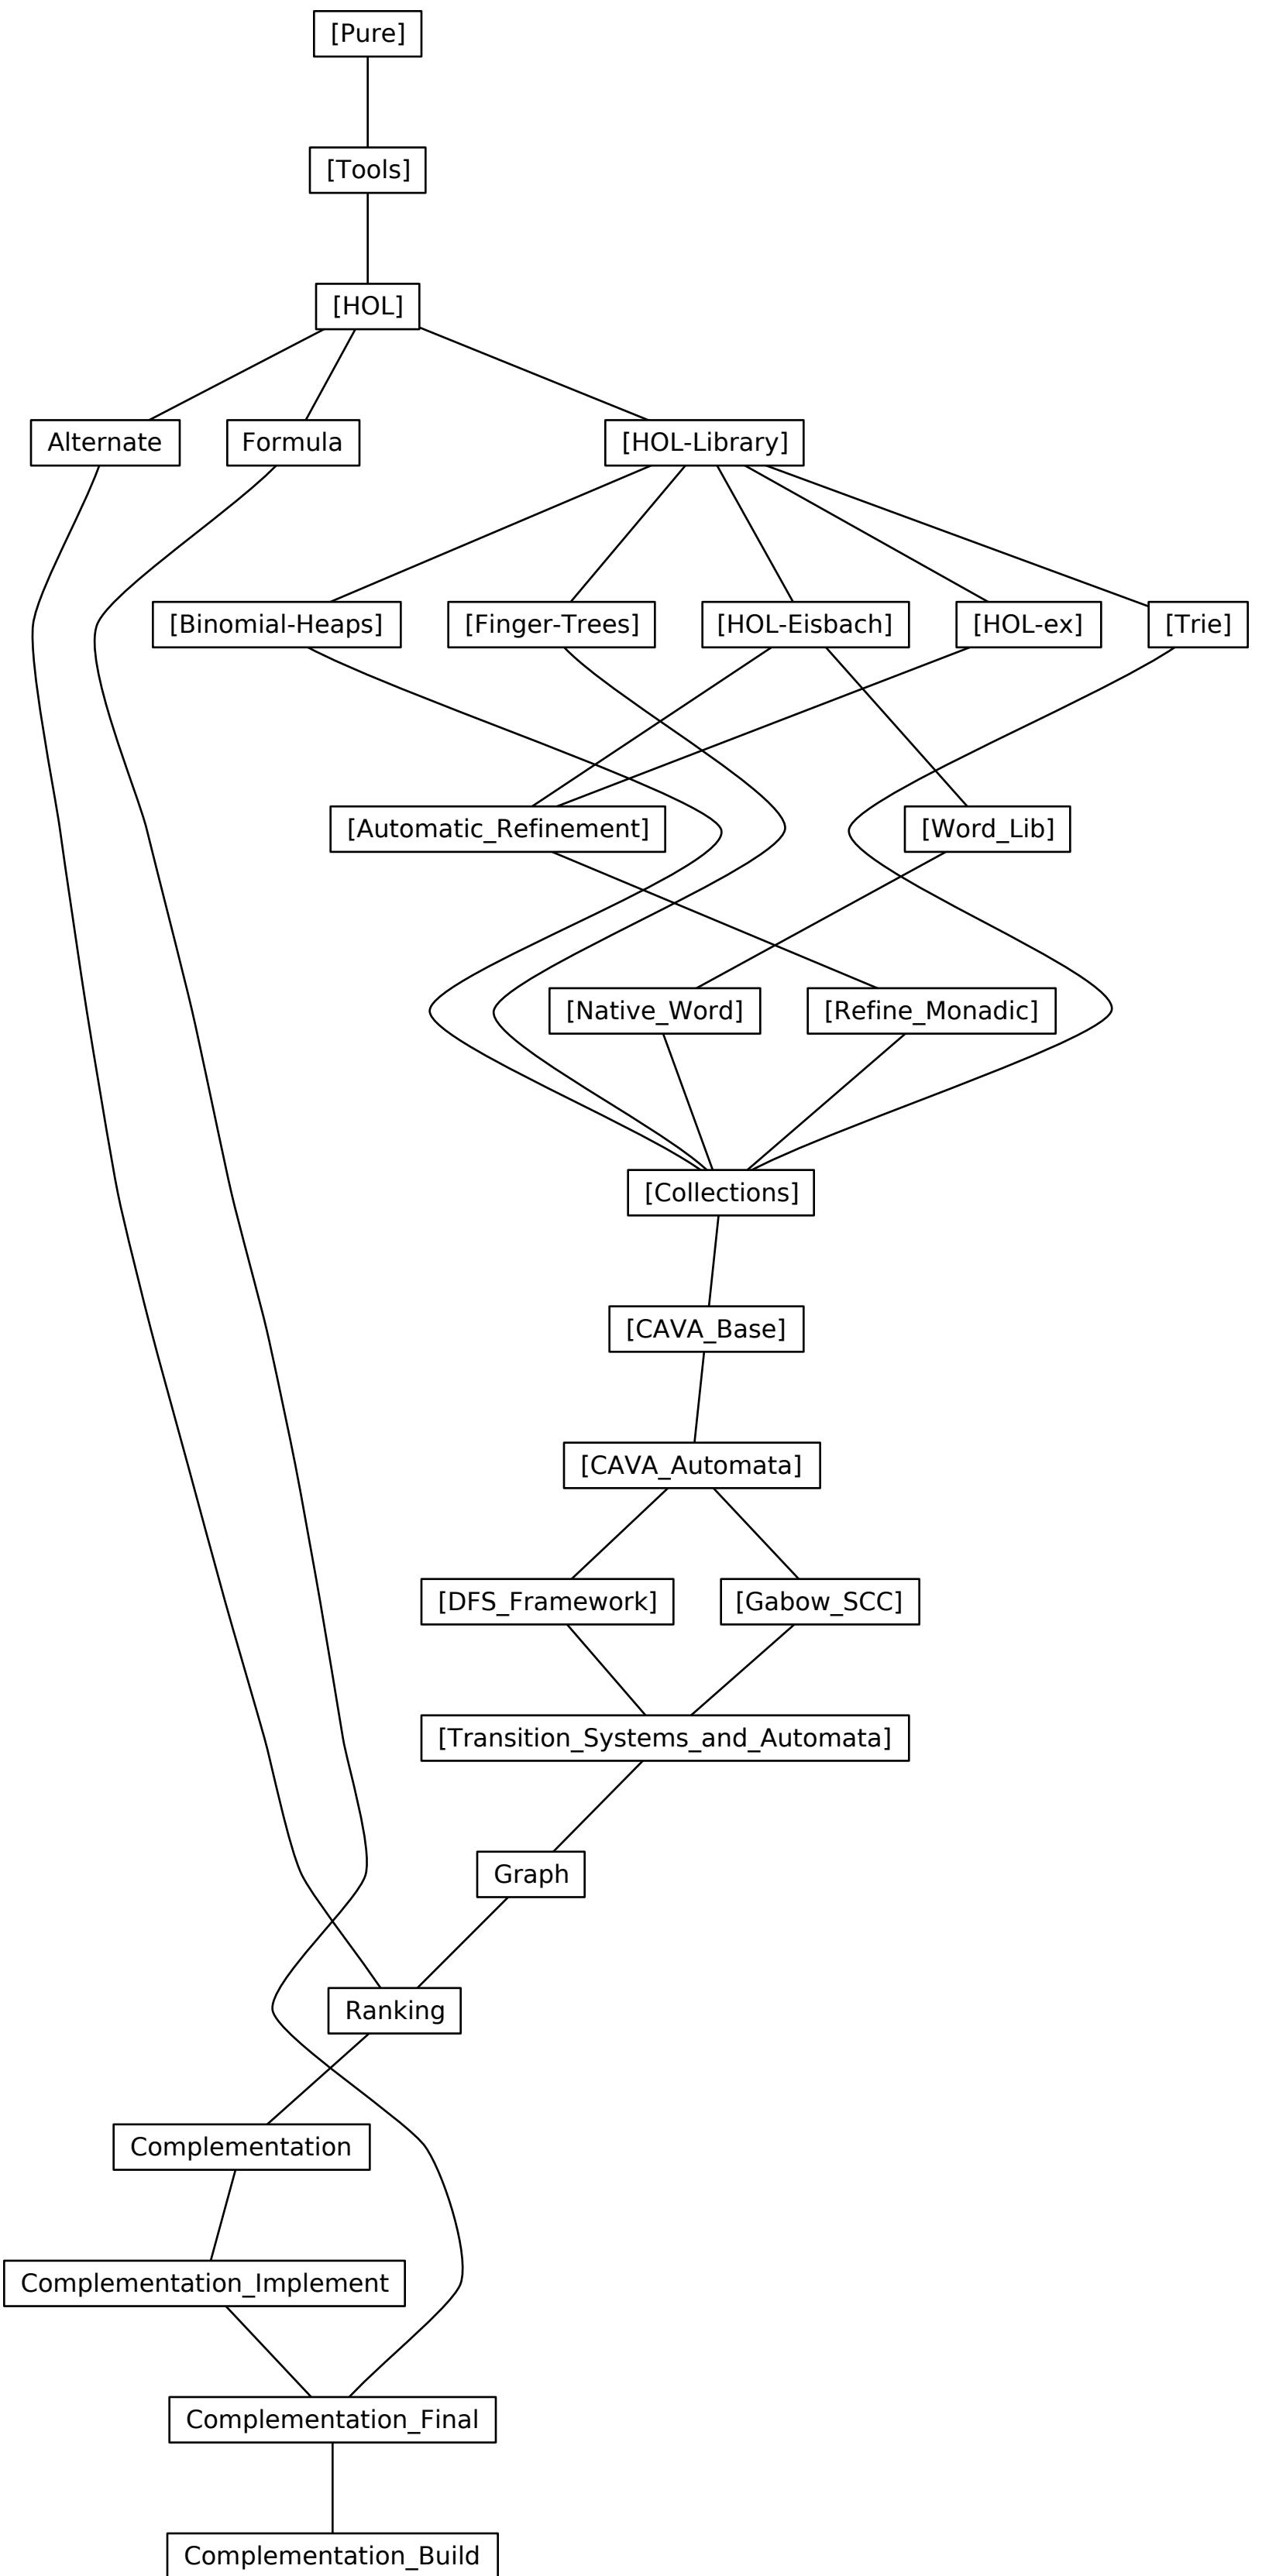 [Pure]
[Tools]
[HOL]
Alternate
Formula
[HOL-Library]
[Binomial-Heaps]
[Finger-Trees]
[HOL-Eisbach]
[HOL-ex]
[Trie]
[Automatic_Refinement]
[Word_Lib]
[Native_Word]
[Refine_Monadic]
[Collections]
[CAVA_Base]
[CAVA_Automata]
[DFS_Framework]
[Gabow_SCC]
[Transition_Systems_and_Automata]
Graph
Ranking
Complementation
Complementation_Implement
Complementation_Final
Complementation_Build